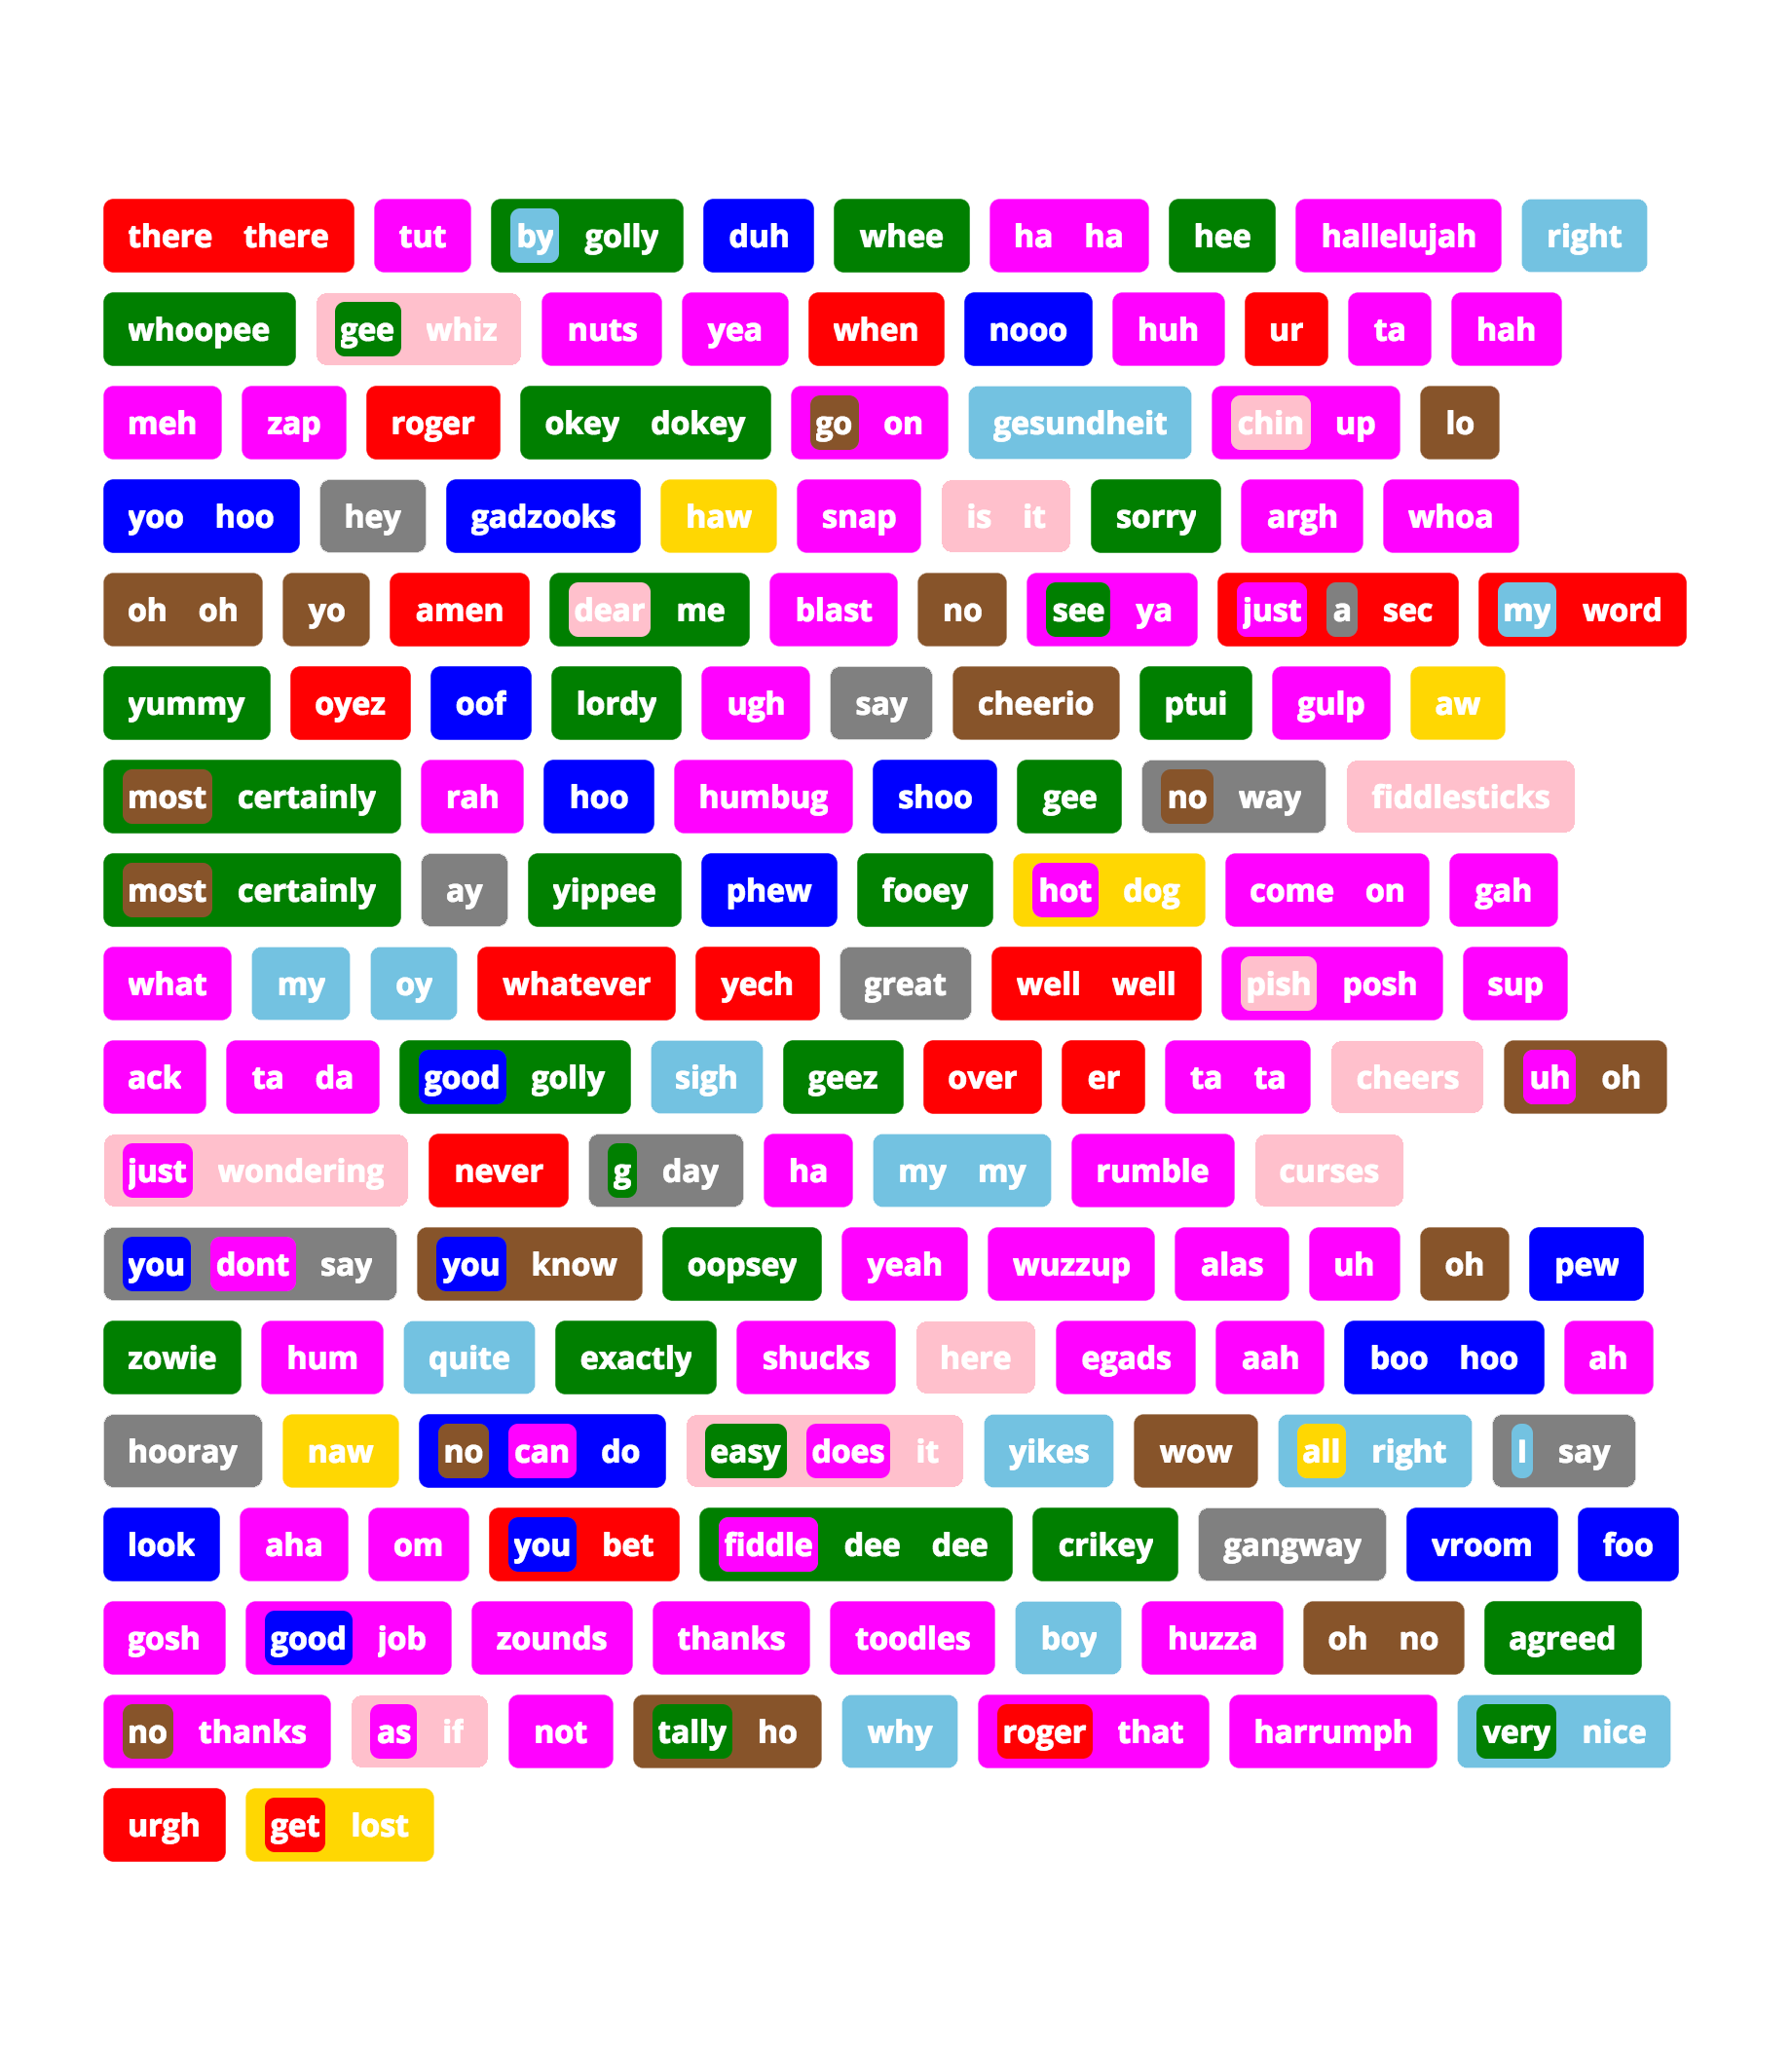 there there tut by golly duh whee ha ha hee hallelujah right
whoopee gee whiz nuts yea when nooo huh ur ta hah
meh zap roger okey dokey go on gesundheit chin up lo
yoo hoo hey gadzooks haw snap is it sorry argh whoa
oh oh yo amen dear me blast no see ya just a sec my word
yummy oyez oof lordy ugh say cheerio ptui gulp aw
most certainly rah hoo humbug shoo gee no way fiddlesticks
most certainly ay yippee phew fooey hot dog come on gah
what my oy whatever yech great well well pish posh sup
ack ta da good golly sigh geez over er ta ta cheers uh oh
just wondering never g day ha my my rumble curses
you dont say you know oopsey yeah wuzzup alas uh oh pew
zowie hum quite exactly shucks here egads aah boo hoo ah
hooray naw no can do easy does it yikes wow all right I say
look aha om you bet fiddle dee dee crikey gangway vroom foo
gosh good job zounds thanks toodles boy huzza oh no agreed
no thanks as if not tally ho why roger that harrumph very nice
urgh get lost